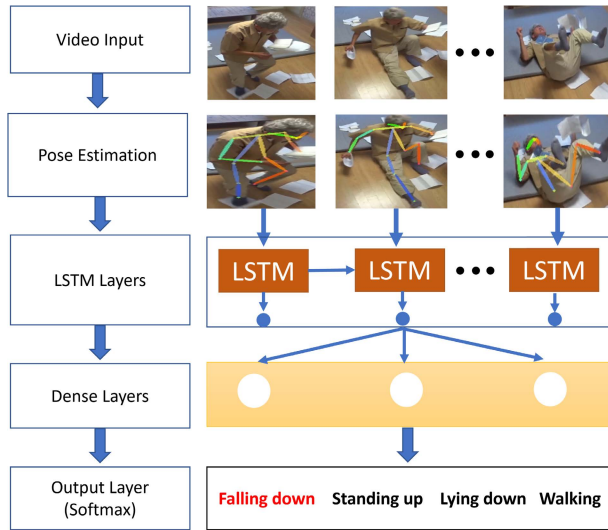 Video Input
Pose Estimation
LSTM Layers
LSTM LSTM LSTM
Dense Layers
Output Layer
(Softmax)
Falling down Standing up Lying down Walking